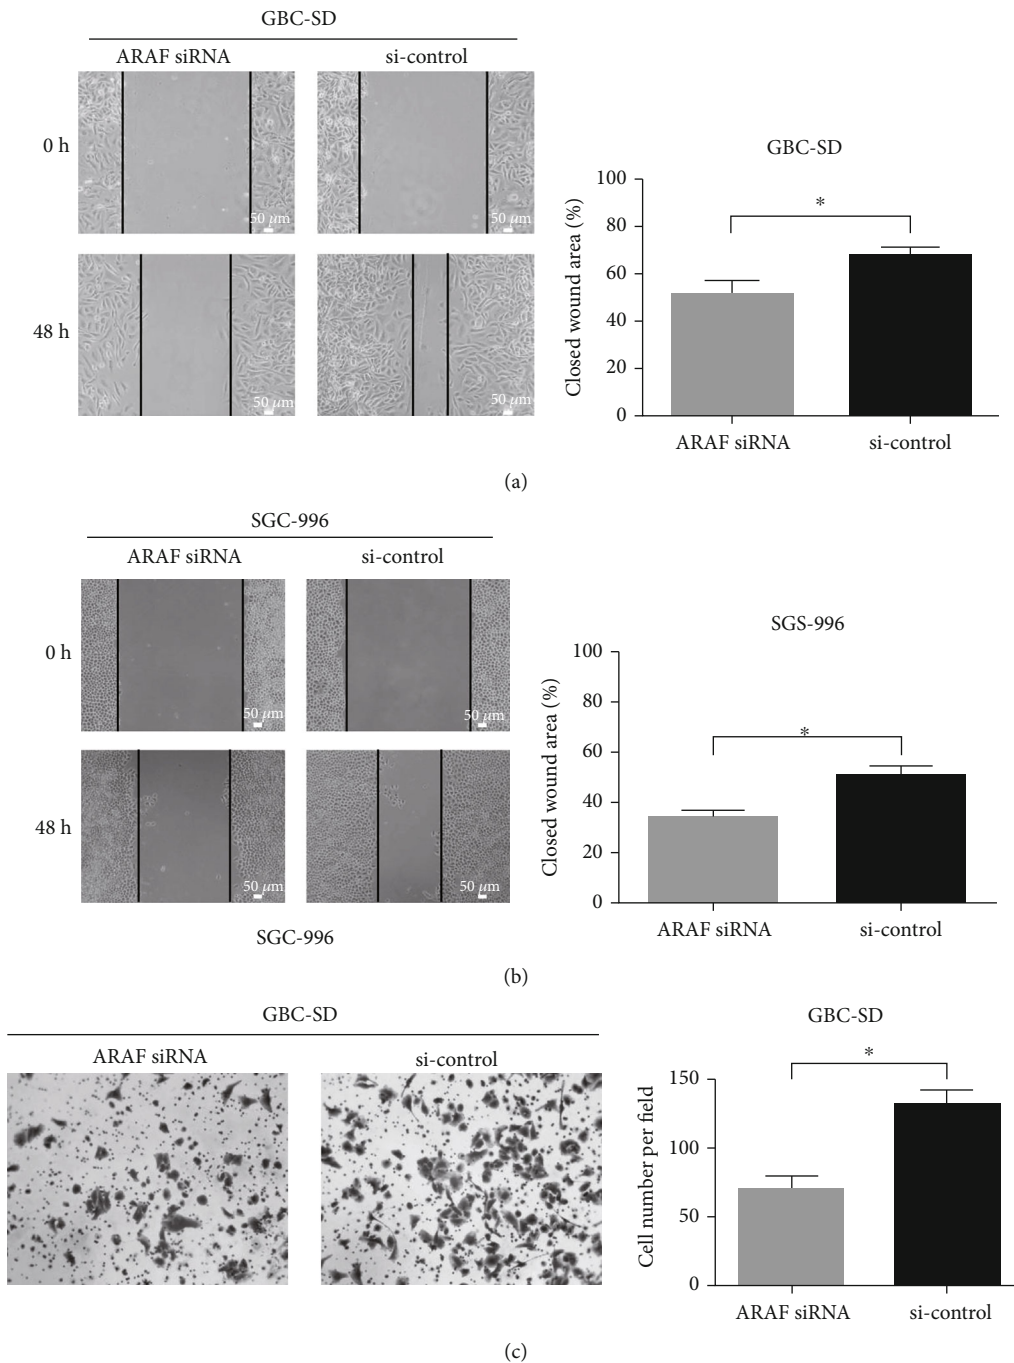 GBC-SD
ARAF siRNA si-control
0 h
50 μm 50 μm
48 h
50 μm 50 μm
GBC-SD
100
80
60
40
20
0
Closed wound area (%)
*
ARAF siRNA si-control
(a)
SGC-996
ARAF siRNA si-control
0 h
50 μm 50 μm
48 h
50 μm 50 μm
SGC-996
SGS-996
100
80
60
40
20
0
Closed wound area (%)
*
ARAF siRNA si-control
(b)
GBC-SD
ARAF siRNA si-control
GBC-SD
150
100
50
0
Cell number per field
*
ARAF siRNA si-control
(c)